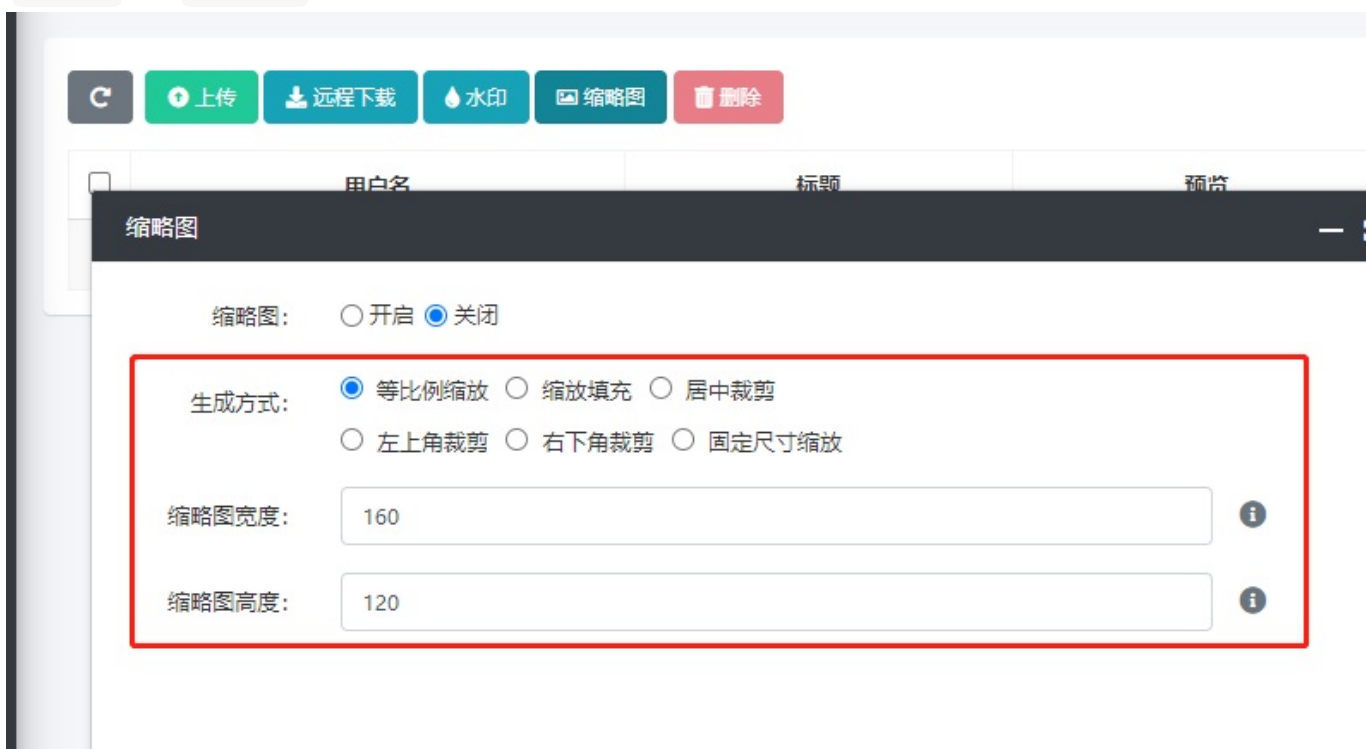 上传 远程下载 水印 缩略图 删除
用户名 标题 预览
缩略图
缩略图: 开启 关闭
生成方式: 等比例缩放 缩放填充 居中裁剪
左上角裁剪 右下角裁剪 固定尺寸缩放
缩略图宽度: 160
缩略图高度: 120